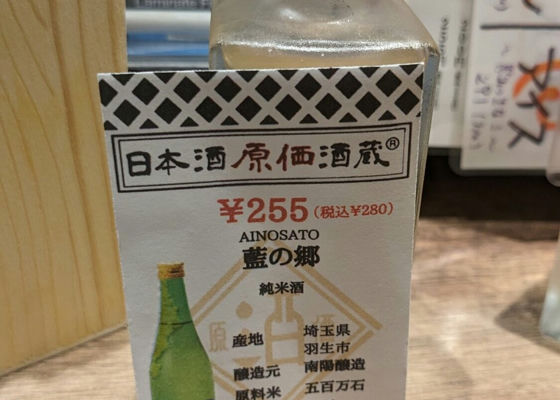 日本酒原価酒蔵®
¥255(税込¥280)
AINOSATO
藍の郷
純米酒
産地 埼玉県
羽生市
醸造元 南陽醸造
原料米 五百万石